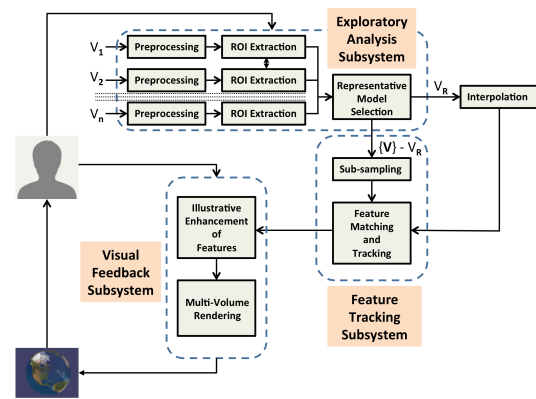 Exploratory
Analysis
Subsystem
V1 Preprocessing ROI Extraction
V2 Preprocessing ROI Extraction
Vn Preprocessing ROI Extraction
Representative
Model
Selection
VR
Interpolation
{V} - VR
Sub-sampling
Feature
Matching
and
Tracking
Illustrative
Enhancement
of
Features
Visual
Feedback
Subsystem
Multi-Volume
Rendering
Feature
Tracking
Subsystem